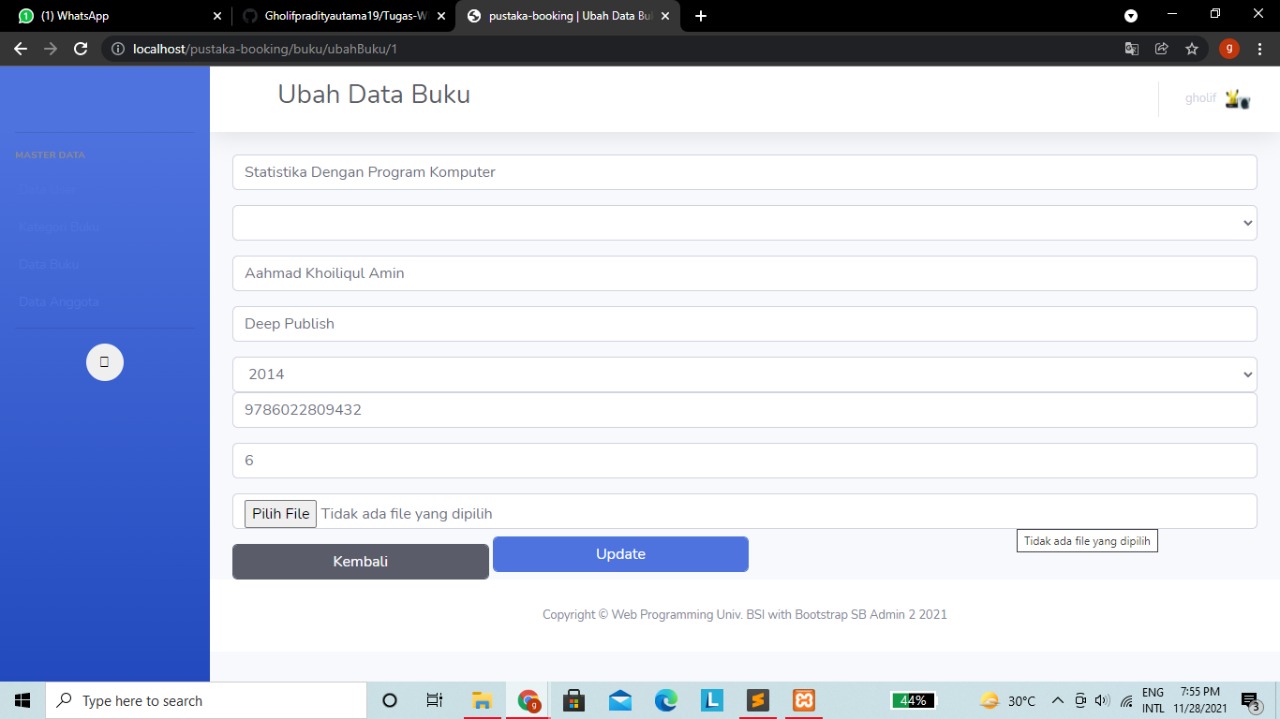 (1) WhatsApp
Gholifpradityautama19/Tugas-W
pustaka-booking | Ubah Data Bu
localhost/pustaka-booking/buku/ubahBuku/1
g
Ubah Data Buku
gholif
MASTER DATA
Data Buku
Data Anggota
Statistika Dengan Program Komputer
Aahmad Khoiliqul Amin
Deep Publish
2014
9786022809432
6
Pilih File Tidak ada file yang dipilih
Tidak ada file yang dipilih
Kembali
Update
Copyright © Web Programming Univ. BSI with Bootstrap SB Admin 2 2021
Type here to search
44%
30°C
ENG
INTL
7:55 PM
11/28/2021
3